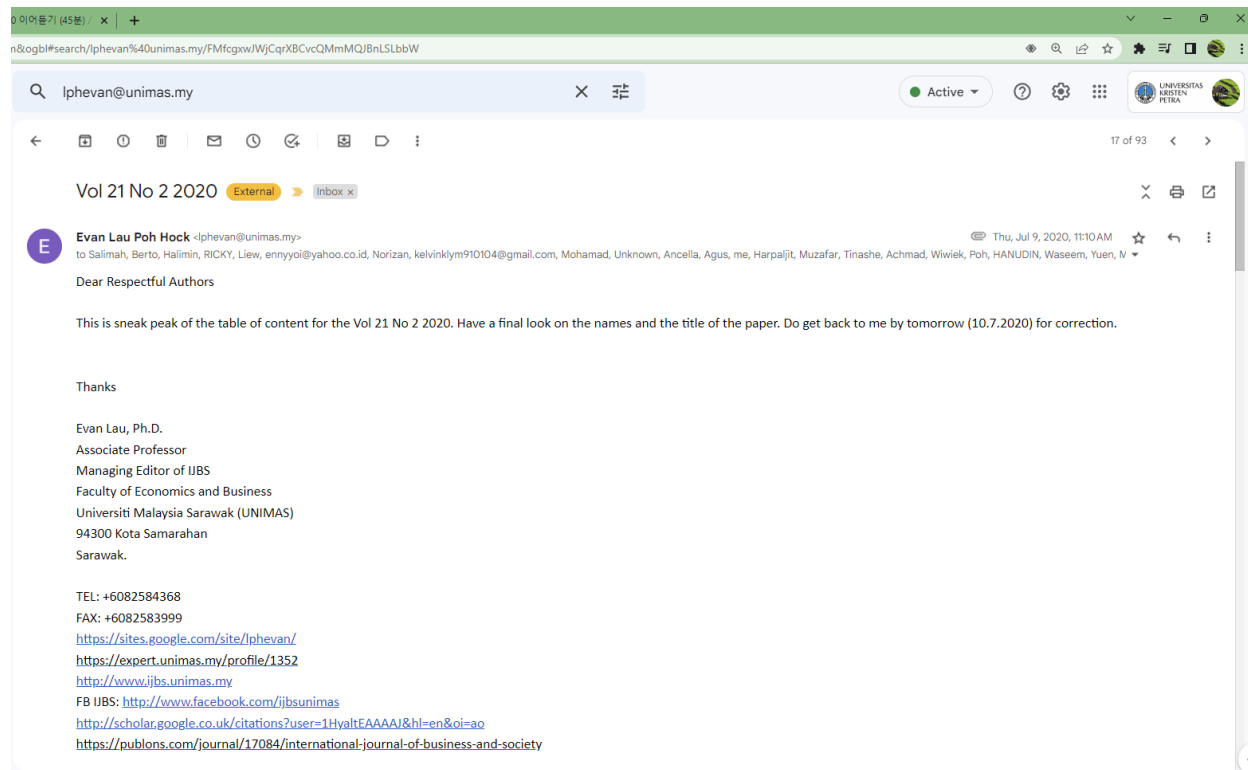 0 이어듣기 (45분) /
n&ogbl#search/lphevan%40unimas.my/FMfcgxwJWjCqrXBCvcQMmMQJBnLSLbbW
lphevan@unimas.my
Active
UNIVERSITAS
KRISTEN
PETRA
17 of 93
Vol 21 No 2 2020 External Inbox x
E
Evan Lau Poh Hock <lphevan@unimas.my> Thu, Jul 9, 2020, 11:10 AM
to Salimah, Berto, Halimin, RICKY, Liew, ennyyoi@yahoo.co.id, Norizan, kelvinklym910104@gmail.com, Mohamad, Unknown, Ancella, Agus, me, Harpaljit, Muzafar, Tinashe, Achmad, Wiwiek, Poh, HANUDIN, Waseem, Yuen, M
Dear Respectful Authors
This is sneak peak of the table of content for the Vol 21 No 2 2020. Have a final look on the names and the title of the paper. Do get back to me by tomorrow (10.7.2020) for correction.
Thanks
Evan Lau, Ph.D.
Associate Professor
Managing Editor of IJBS
Faculty of Economics and Business
Universiti Malaysia Sarawak (UNIMAS)
94300 Kota Samarahan
Sarawak.
TEL: +6082584368
FAX: +6082583999
https://sites.google.com/site/lphevan/
https://expert.unimas.my/profile/1352
http://www.ijbs.unimas.my
FB IJBS: http://www.facebook.com/ijbsunimas
http://scholar.google.co.uk/citations?user=1HyaltEAAAAJ&hl=en&oi=ao
https://publons.com/journal/17084/international-journal-of-business-and-society